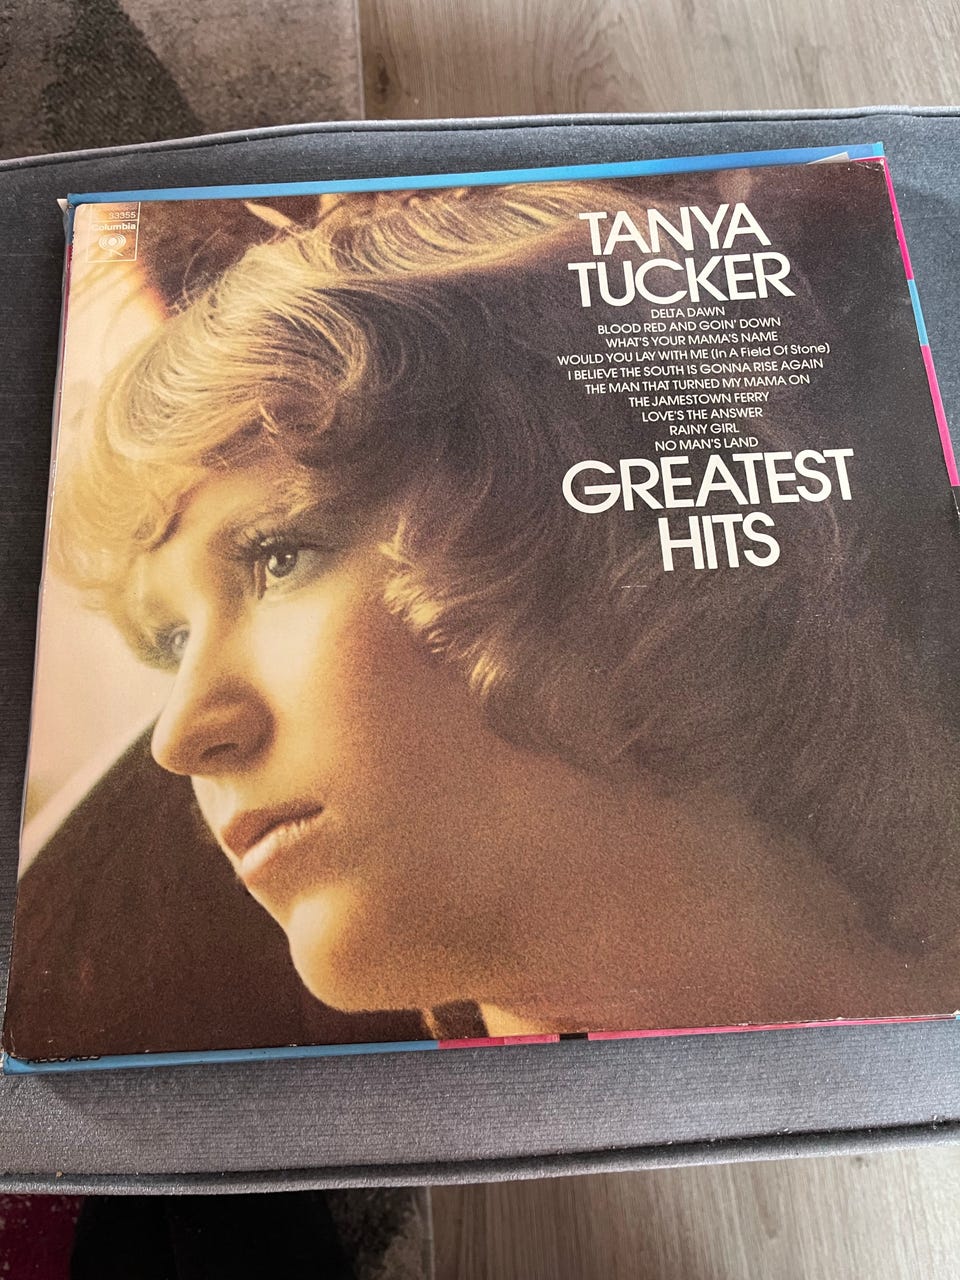 33355
Columbia
TANYA
TUCKER
DELTA DAWN
BLOOD RED AND GOIN' DOWN
WHAT'S YOUR MAMA'S NAME
WOULD YOU LAY WITH ME (In A Field Of Stone)
I BELIEVE THE SOUTH IS GONNA RISE AGAIN
THE MAN THAT TURNED MY MAMA ON
THE JAMESTOWN FERRY
LOVE'S THE ANSWER
RAINY GIRL
NO MAN'S LAND
GREATEST
HITS